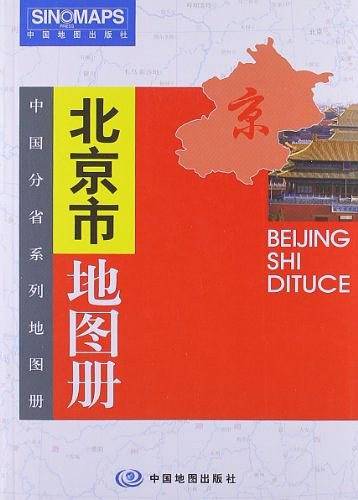 SINOMAPS
PRESS
中国地图出版社
中国分省系列地图册
北京市
地图册
京
BEIJING
SHI
DITUCE
中国地图出版社